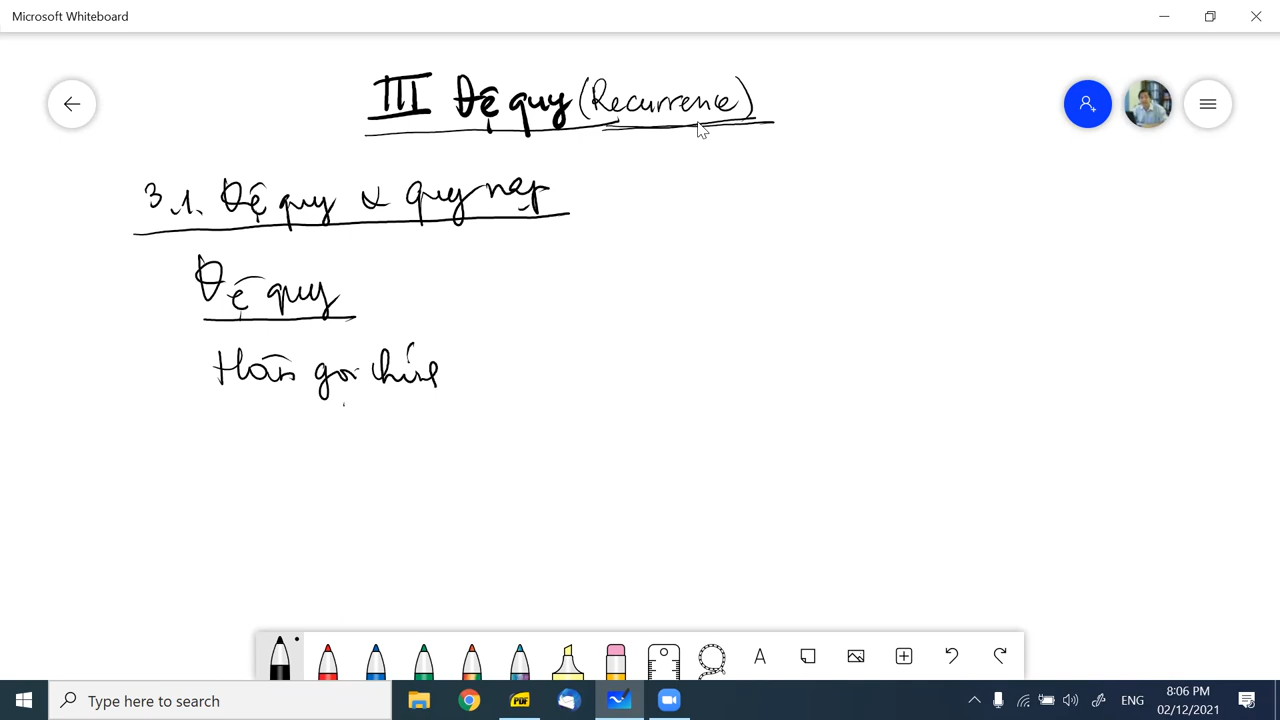 Microsoft Whiteboard
III Đệ quy (Recurrence)
3.1. Đệ quy & quy nạp
Đệ quy
Hàm gọi chính
A
Type here to search
PDF
ENG
8:06 PM
02/12/2021